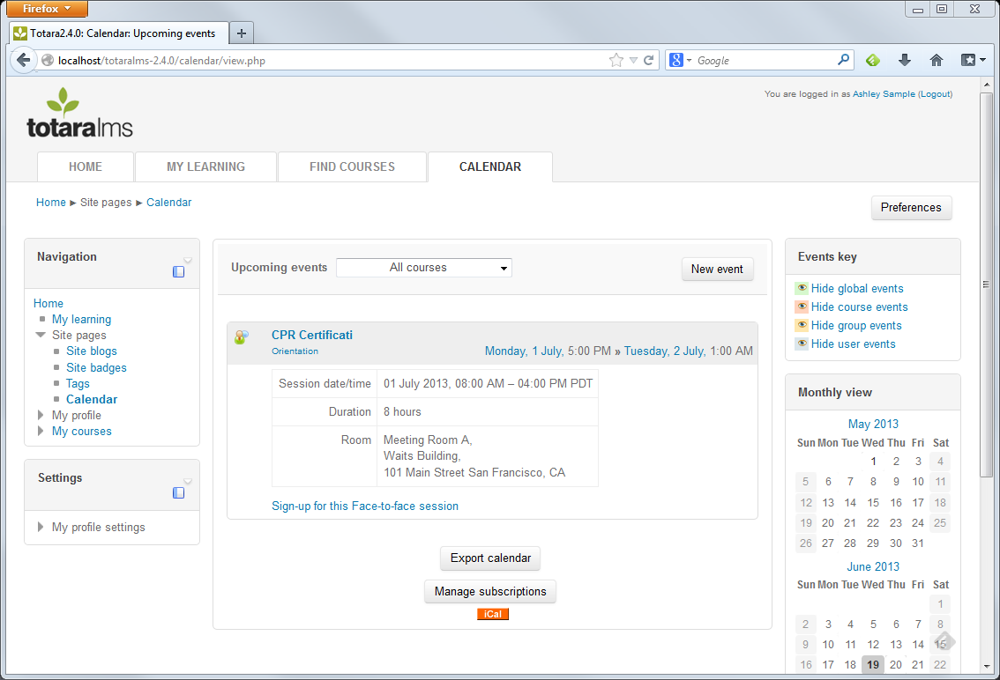 Firefox
Totara2.4.0: Calendar: Upcoming events
localhost/totaralms-2.4.0/calendar/view.php
Google
You are logged in as Ashley Sample (Logout)
totaralms
HOME
MY LEARNING
FIND COURSES
CALENDAR
Home ► Site pages ► Calendar
Preferences
Navigation
Home
My learning
Site pages
Site blogs
Site badges
Tags
Calendar
My profile
My courses
Settings
My profile settings
Upcoming events
All courses
New event
CPR Certificati
Orientation
Monday, 1 July, 5:00 PM » Tuesday, 2 July, 1:00 AM
Session date/time 01 July 2013, 08:00 AM – 04:00 PM PDT
Duration 8 hours
Room Meeting Room A,
Waits Building,
101 Main Street San Francisco, CA
Sign-up for this Face-to-face session
Export calendar
Manage subscriptions
iCal
Events key
Hide global events
Hide course events
Hide group events
Hide user events
Monthly view
May 2013
Sun Mon Tue Wed Thu Fri Sat
1 2 3 4
5 6 7 8 9 10 11
12 13 14 15 16 17 18
19 20 21 22 23 24 25
26 27 28 29 30 31
June 2013
Sun Mon Tue Wed Thu Fri Sat
1
2 3 4 5 6 7 8
9 10 11 12 13 14 15
16 17 18 19 20 21 22